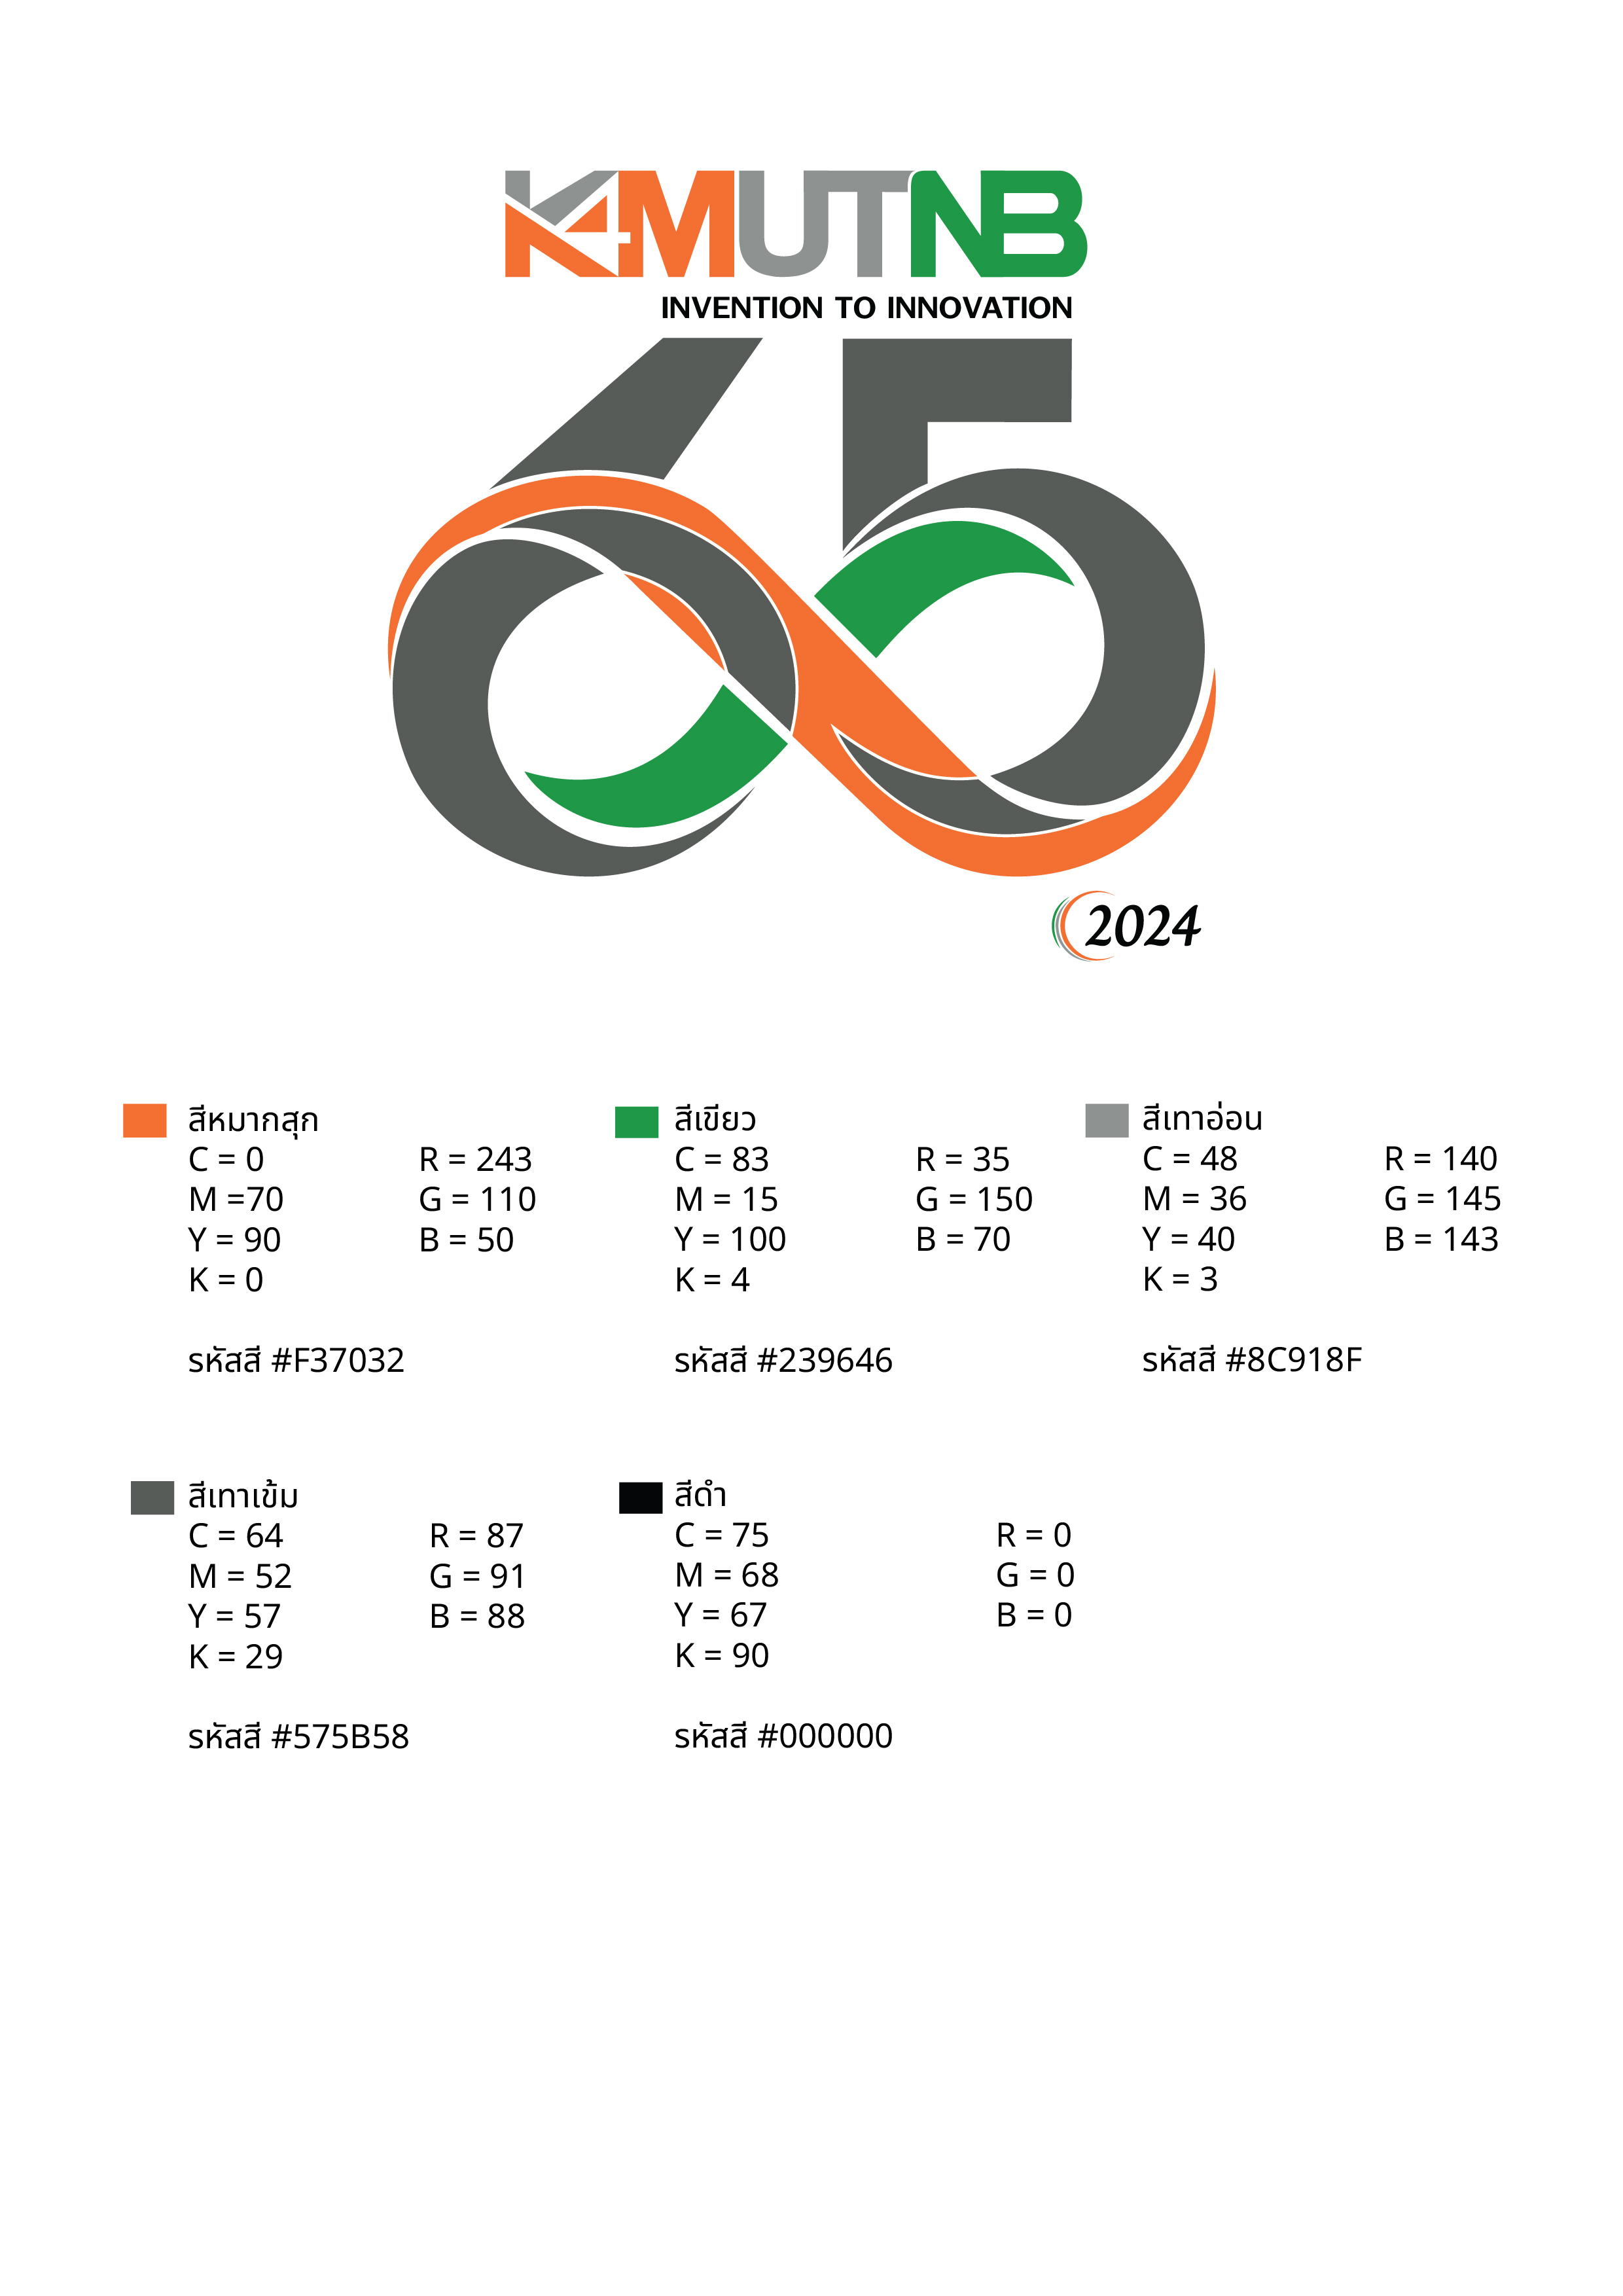 KMUTNB
INVENTION TO INNOVATION
65
2024
สีหมากสุก
C = 0 R = 243
M =70 G = 110
Y = 90 B = 50
K = 0
รหัสสี #F37032
สีเขียว
C = 83 R = 35
M = 15 G = 150
Y = 100 B = 70
K = 4
รหัสสี #239646
สีเทาอ่อน
C = 48 R = 140
M = 36 G = 145
Y = 40 B = 143
K = 3
รหัสสี #8C918F
สีเทาเข้ม
C = 64 R = 87
M = 52 G = 91
Y = 57 B = 88
K = 29
รหัสสี #575B58
สีดำ
C = 75 R = 0
M = 68 G = 0
Y = 67 B = 0
K = 90
รหัสสี #000000